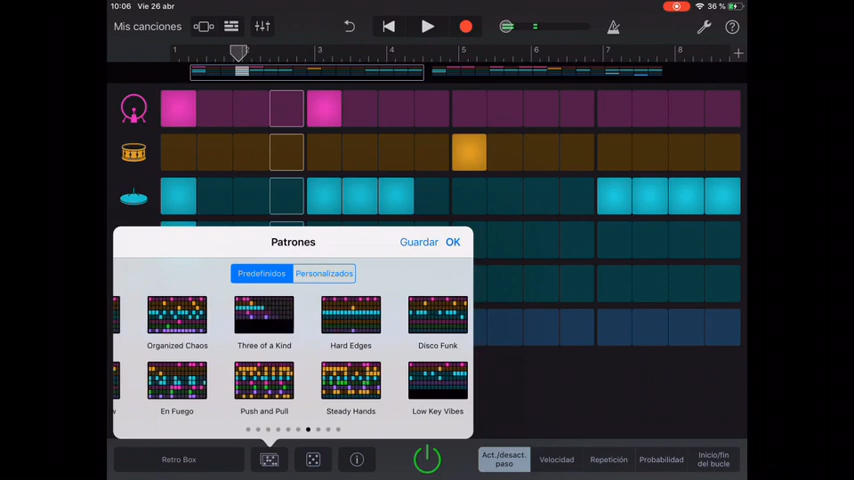 10:06 Vie 26 abr
36 %
Mis canciones
1 2 3 4 5 6 7 8
Patrones
Guardar OK
Predefinidos Personalizados
Organized Chaos Three of a Kind Hard Edges Disco Funk
En Fuego Push and Pull Steady Hands Low Key Vibes
Retro Box
Act./desact.
paso
Velocidad
Repetición
Probabilidad
Inicio/fin
del bucle